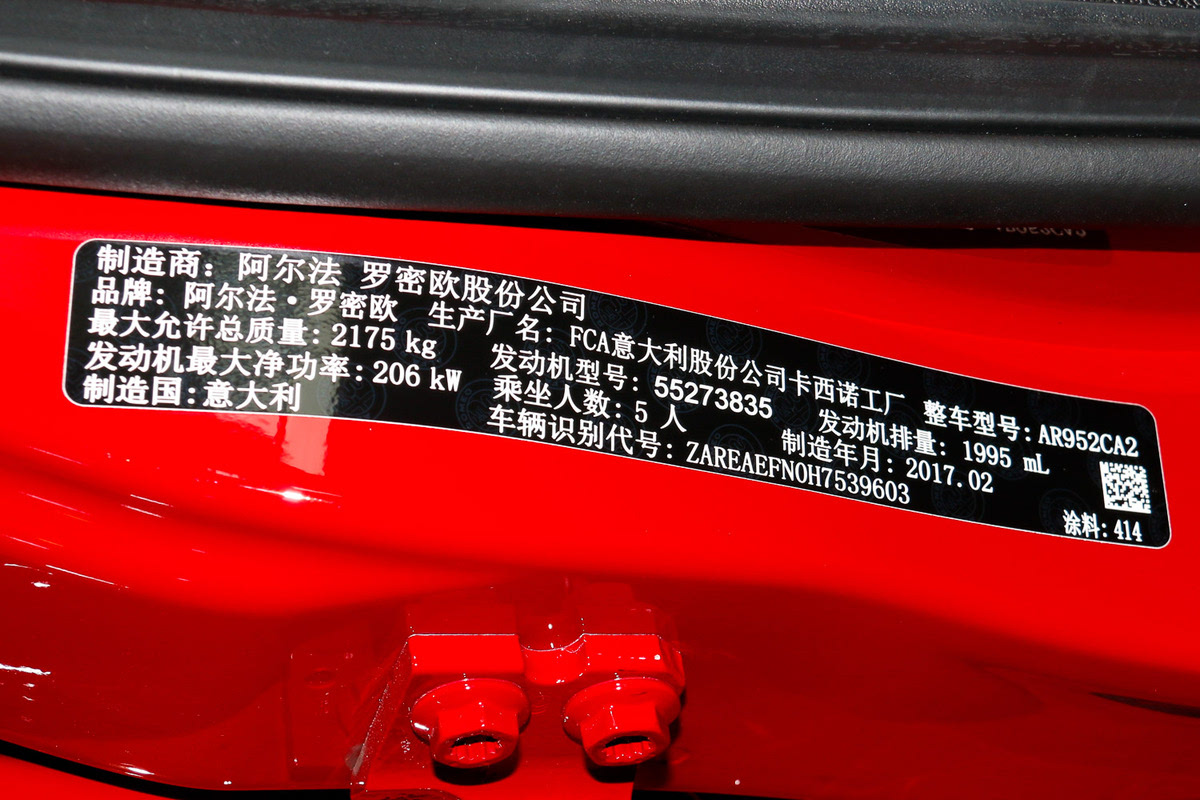 制造商：阿尔法 罗密欧股份公司
品牌：阿尔法·罗密欧 生产厂名：FCA意大利股份公司卡西诺工厂 整车型号：AR952CA2
最大允许总质量：2175 kg 发动机型号：55273835 发动机排量：1995 mL
发动机最大净功率：206 kW 乘坐人数：5 人 制造年月：2017.02
制造国：意大利 车辆识别代号：ZAREAEFN0H7539603
涂料：414